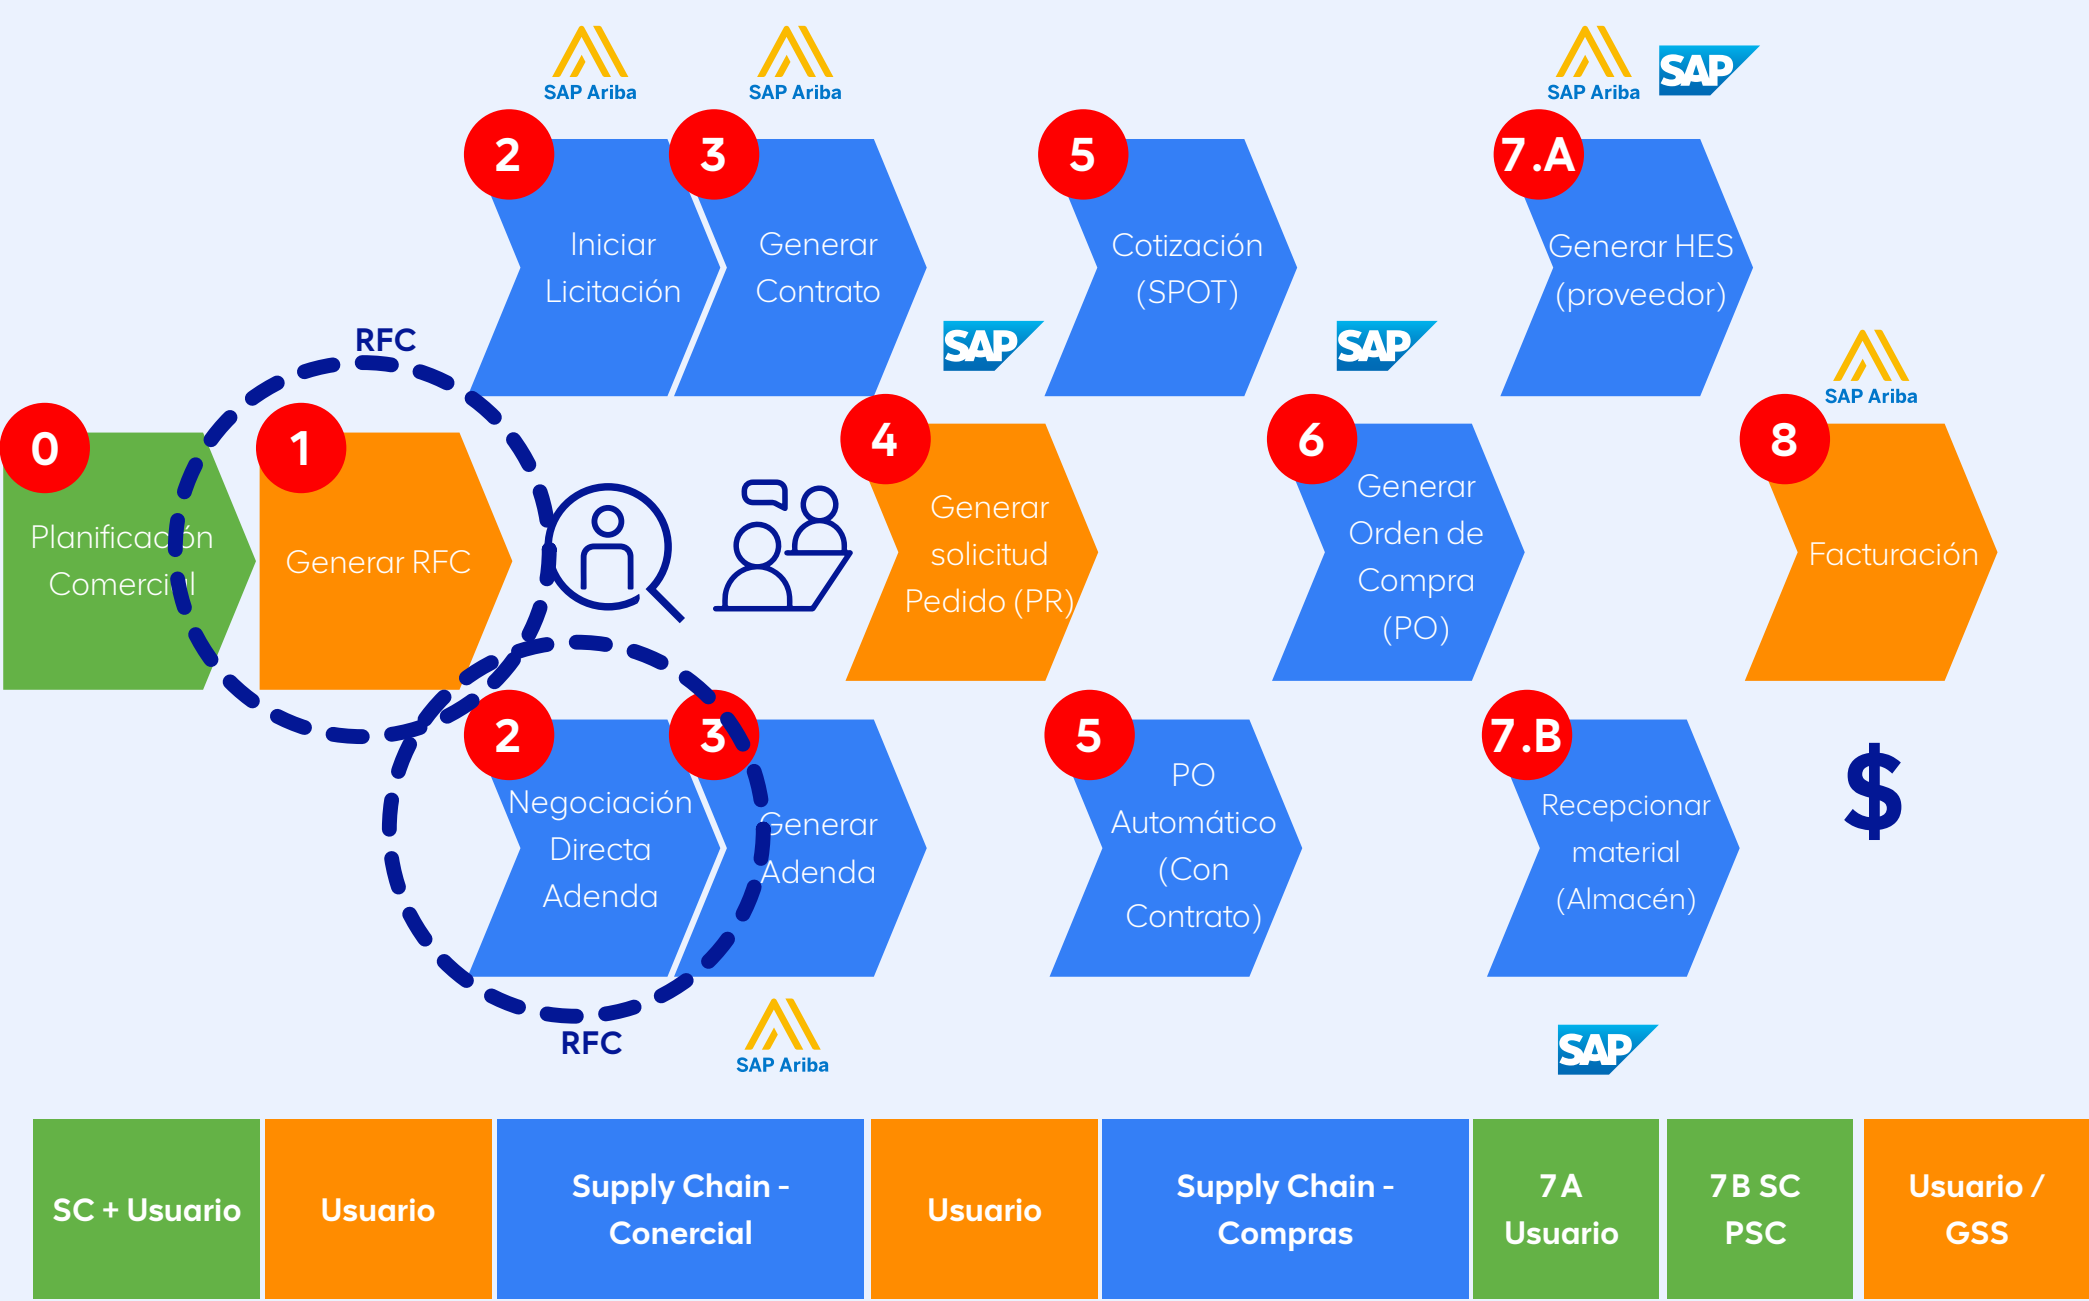 SAP Ariba
SAP Ariba
SAP Ariba
SAP
2
Iniciar
Licitación
3
Generar
Contrato
5
Cotización
(SPOT)
7.A
Generar HES
(proveedor)
RFC
SAP
SAP
SAP Ariba
0
Planificación
Comercial
1
Generar RFC
4
Generar
solicitud
Pedido (PR)
6
Generar
Orden de
Compra
(PO)
8
Facturación
2
Negociación
Directa
Adenda
3
Generar
Adenda
5
PO
Automático
(Con
Contrato)
7.B
Recepcionar
material
(Almacén)
$
RFC
SAP Ariba
SAP
SC + Usuario
Usuario
Supply Chain -
Conercial
Usuario
Supply Chain -
Compras
7A
Usuario
7B SC
PSC
Usuario /
GSS